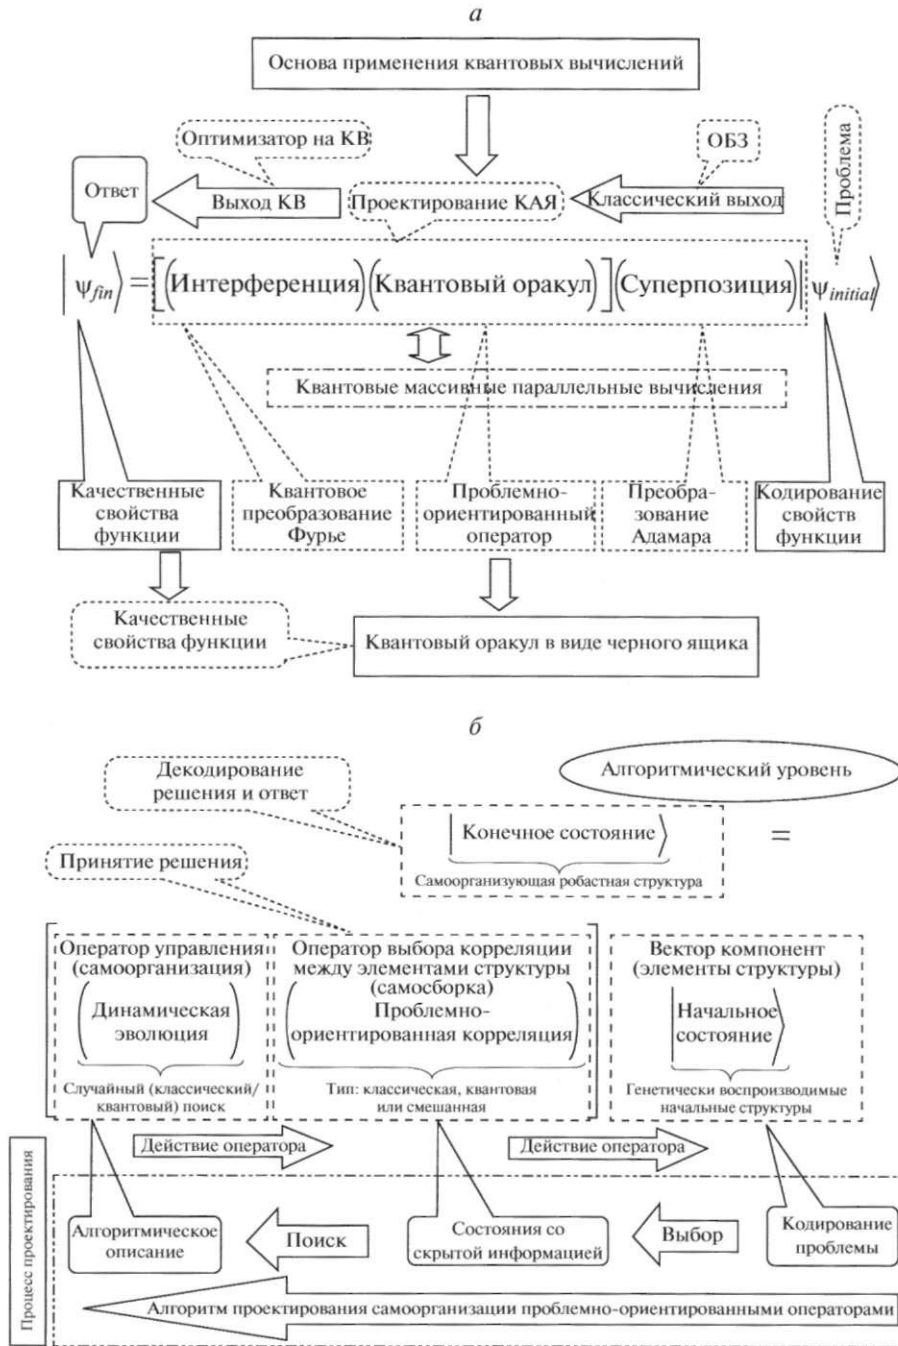 а
Основа применения квантовых вычислений
Оптимизатор на КВ
ОБЗ
Проблема
Ответ
Выход КВ
Проектирование КАЯ
Классический выход
|ψfin⟩ = [(Интерференция)(Квантовый оракул)](Суперпозиция)|ψinitial⟩
Квантовые массивные параллельные вычисления
Качественные
свойства
функции
Квантовое
преобразование
Фурье
Проблемно-
ориентированный
оператор
Преобра-
зование
Адамара
Кодирование
свойств
функции
Качественные
свойства функции
Квантовый оракул в виде черного ящика
б
Декодирование
решения и ответ
Алгоритмический уровень
|Конечное состояние⟩ =
Самоорганизующая робастная структура
Принятие решения
Оператор управления
(самоорганизация)
(Динамическая
эволюция)
Случайный (классический/
квантовый) поиск
Оператор выбора корреляции
между элементами структуры
(самосборка)
(Проблемно-
ориентированная корреляция)
Тип: классическая, квантовая
или смешанная
Вектор компонент
(элементы структуры)
|Начальное
состояние⟩
Генетически воспроизводимые
начальные структуры
Действие оператора
Действие оператора
Процесс проектирования
Алгоритмическое
описание
Поиск
Состояния со
скрытой информацией
Выбор
Кодирование
проблемы
Алгоритм проектирования самоорганизации проблемно-ориентированными операторами